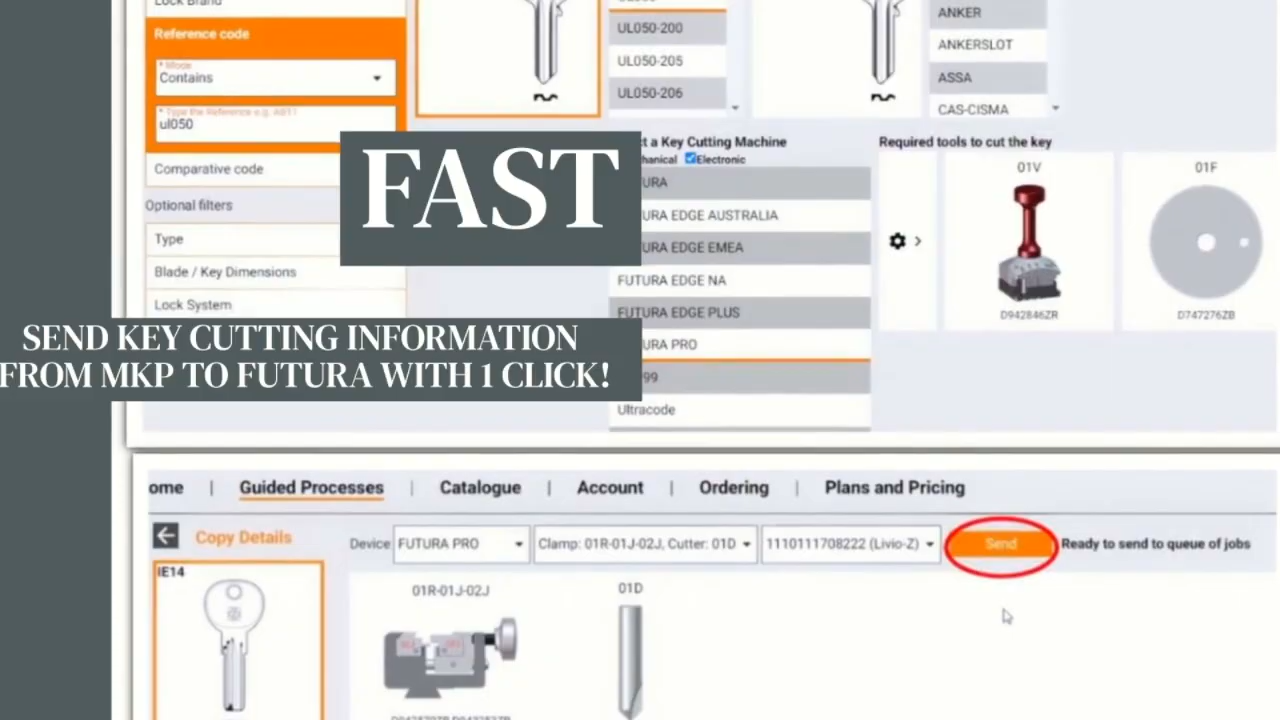 Lock Brand
Reference code
* Mode
Contains
* Type the Reference e.g. AB11
ul050
Comparative code
Optional filters
Type
Blade / Key Dimensions
Lock System
UL050-200
UL050-205
UL050-206
ANKER
ANKERSLOT
ASSA
CAS-CISMA
t a Key Cutting Machine
hanical Electronic
URA
URA EDGE AUSTRALIA
URA EDGE EMEA
FUTURA EDGE NA
FUTURA EDGE PLUS
URA PRO
99
Ultracode
Required tools to cut the key
01V
D942846ZR
01F
D747276ZB
FAST
SEND KEY CUTTING INFORMATION
FROM MKP TO FUTURA WITH 1 CLICK!
ome | Guided Processes | Catalogue | Account | Ordering | Plans and Pricing
Copy Details
Device FUTURA PRO Clamp: 01R-01J-02J, Cutter: 01D 1110111708222 (Livio-Z) Send Ready to send to queue of jobs
IE14
01R-01J-02J
01D